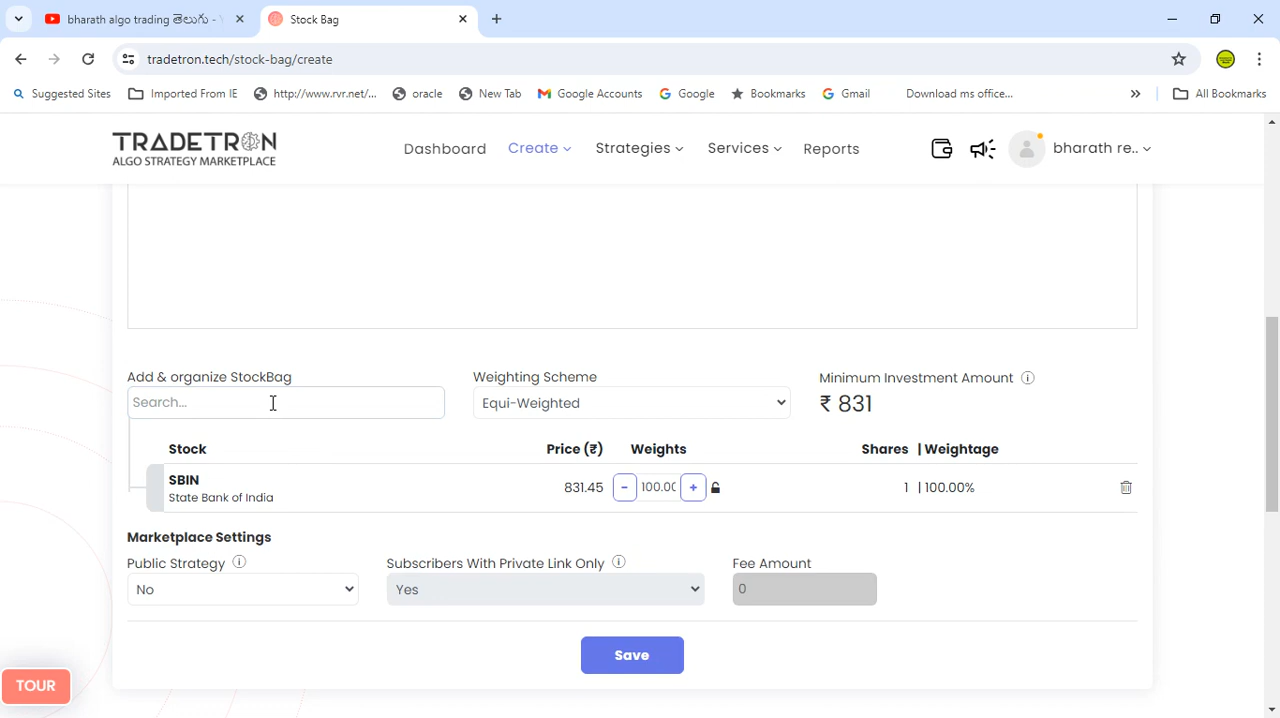 bharath algo trading తెలుగు -
Stock Bag
tradetron.tech/stock-bag/create
Suggested Sites
Imported From IE
http://www.rvr.net/...
oracle
New Tab
Google Accounts
Google
Bookmarks
Gmail
Download ms office...
All Bookmarks
TRADETRON
ALGO STRATEGY MARKETPLACE
Dashboard
Create
Strategies
Services
Reports
bharath re..
Add & organize StockBag
Weighting Scheme
Minimum Investment Amount
Search...
Equi-Weighted
₹ 831
Stock
Price (₹)
Weights
Shares | Weightage
SBIN
State Bank of India
831.45
- 100.00 +
1 | 100.00%
Marketplace Settings
Public Strategy
Subscribers With Private Link Only
Fee Amount
No
Yes
0
Save
TOUR